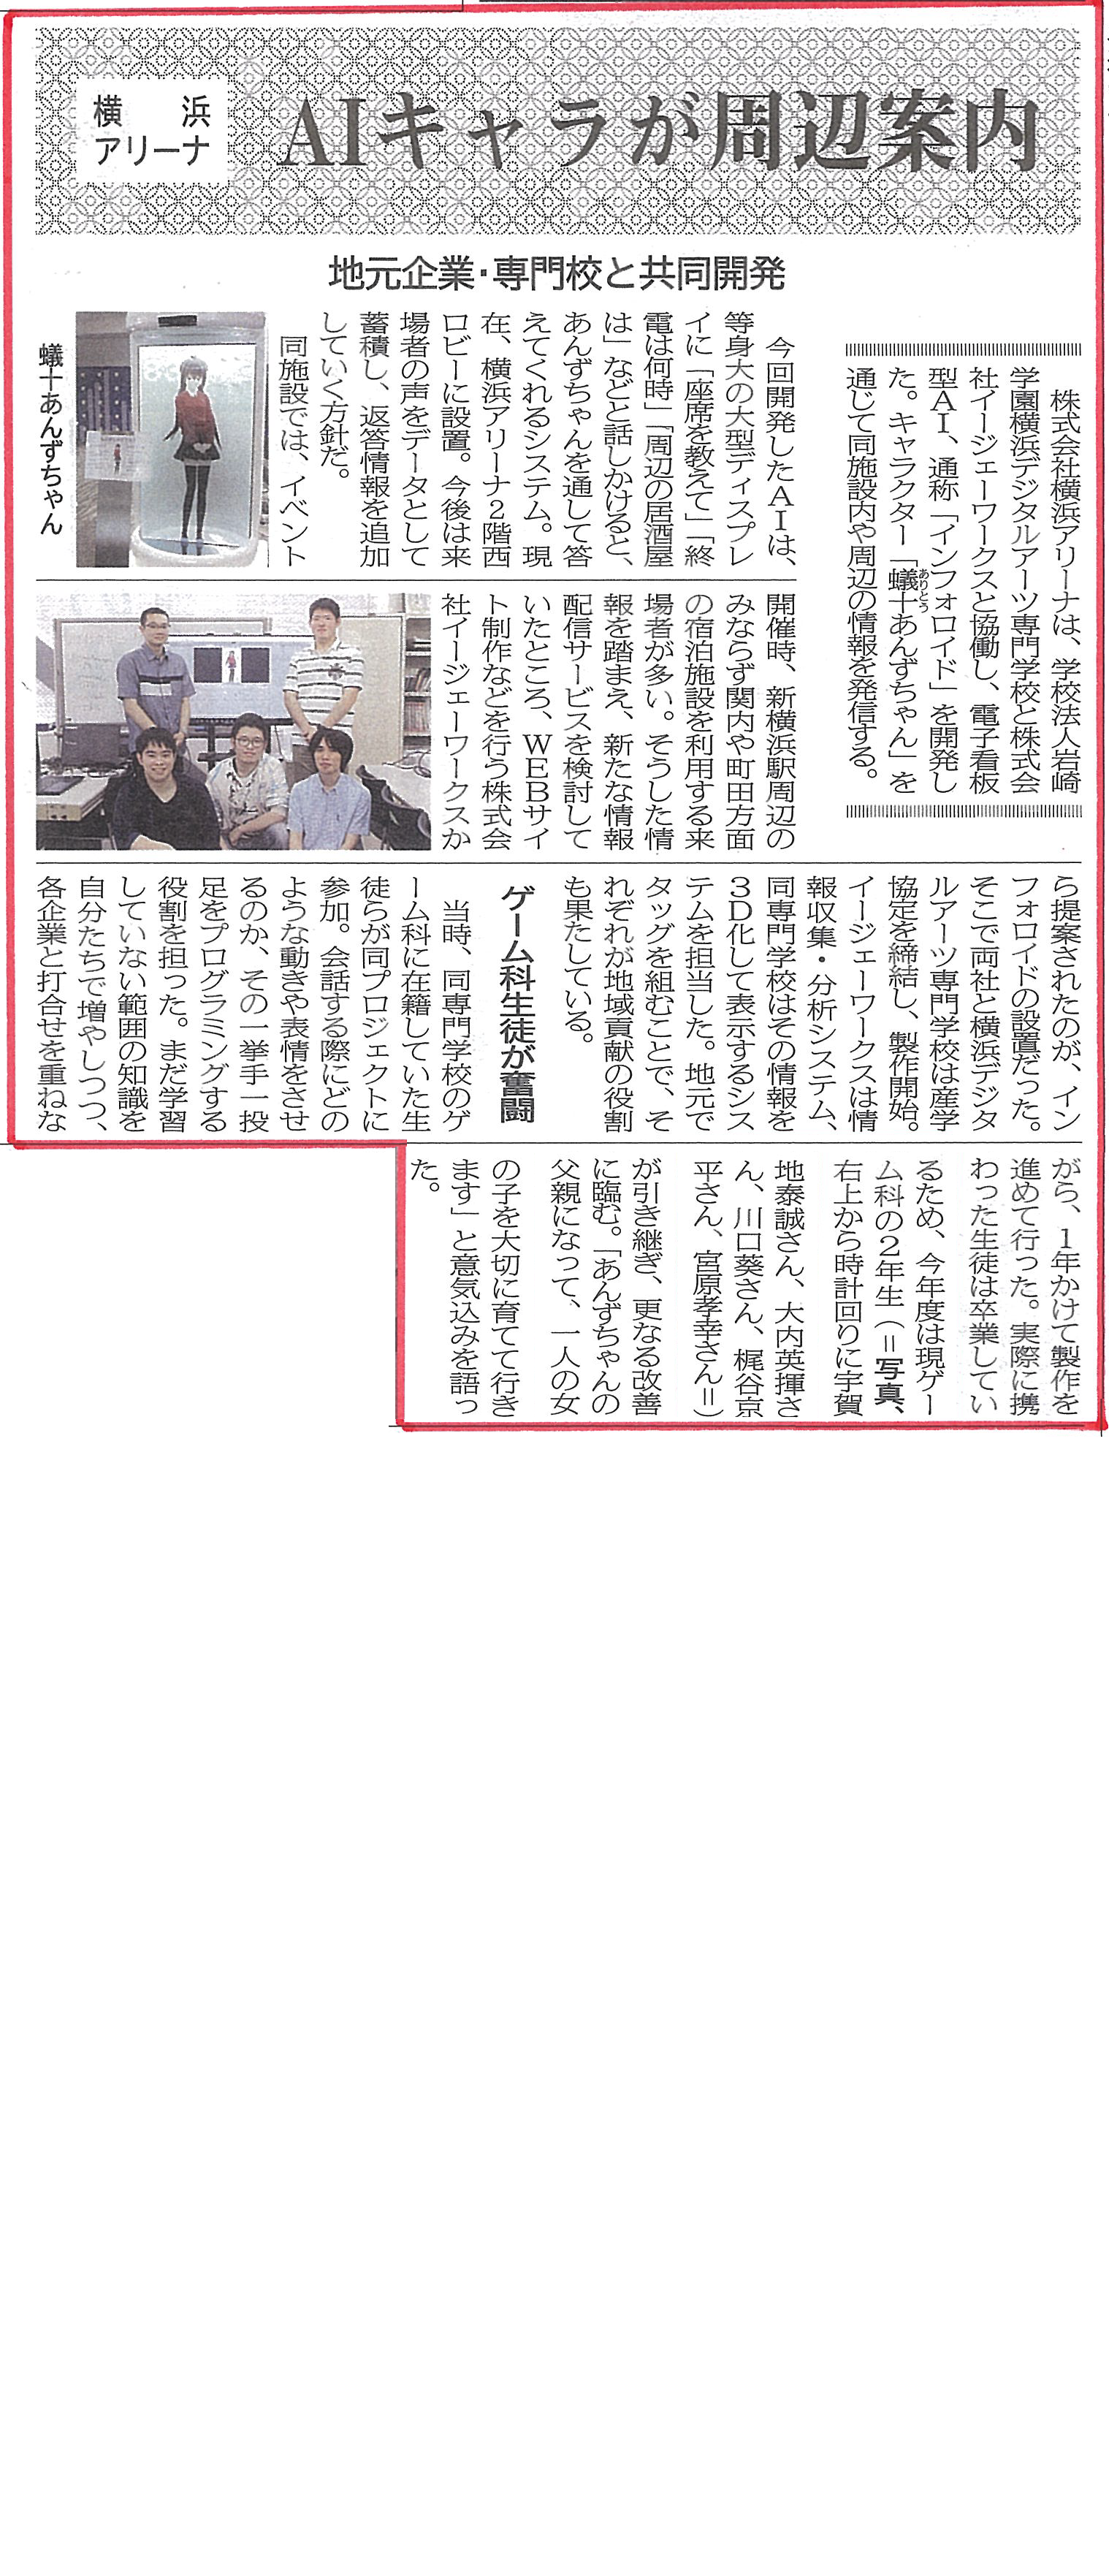 横浜
アリーナ
AIキャラが周辺案内
地元企業・専門校と共同開発
株式会社横浜アリーナは、学校法人岩崎
学園横浜デジタルアーツ専門学校と株式会
社イージェーワークスと協働し、電子看板
型AI、通称「インフォロイド」を開発し
た。キャラクター「蟻十あんずちゃん」を
ありとう
通じて同施設内や周辺の情報を発信する。
今回開発したAIは、
等身大の大型ディスプレ
イに「座席を教えて」「終
電は何時」「周辺の居酒屋
は」などと話しかけると、
あんずちゃんを通して答
えてくれるシステム。現
在、横浜アリーナ2階西
ロビーに設置。今後は来
場者の声をデータとして
蓄積し、返答情報を追加
していく方針だ。
同施設では、イベント
蟻十あんずちゃん
開催時、新横浜駅周辺の
みならず関内や町田方面
の宿泊施設を利用する来
場者が多い。そうした情
報を踏まえ、新たな情報
配信サービスを検討して
いたところ、WEBサイ
ト制作などを行う株式会
社イージェーワークスか
ら提案されたのが、イン
フォロイドの設置だった。
そこで両社と横浜デジタ
ルアーツ専門学校は産学
協定を締結し、製作開始。
イージェーワークスは情
報収集・分析システム、
同専門学校はその情報を
3D化して表示するシス
テムを担当した。地元で
タッグを組むことで、そ
れぞれが地域貢献の役割
も果たしている。
ゲーム科生徒が奮闘
当時、同専門学校のゲ
ーム科に在籍していた生
徒らが同プロジェクトに
参加。会話する際にどの
ような動きや表情をさせ
るのか、その一挙手一投
足をプログラミングする
役割を担った。まだ学習
していない範囲の知識を
自分たちで増やしつつ、
各企業と打合せを重ねな
がら、1年かけて製作を
進めて行った。実際に携
わった生徒は卒業してい
るため、今年度は現ゲー
ム科の2年生（＝写真、
右上から時計回りに宇賀
地泰誠さん、大内英揮さ
ん、川口葵さん、梶谷京
平さん、宮原孝幸さん＝）
が引き継ぎ、更なる改善
に臨む。「あんずちゃんの
父親になって、一人の女
の子を大切に育てて行き
ます」と意気込みを語っ
た。